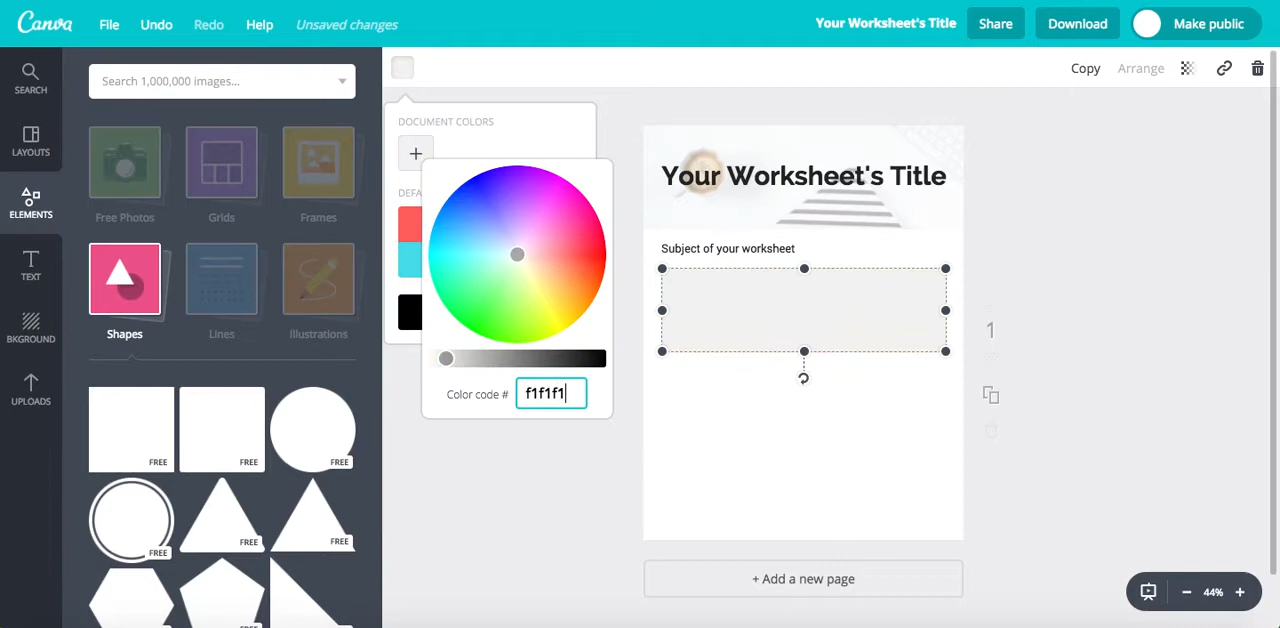 Canva File Undo Redo Help Unsaved changes Your Worksheet's Title Share Download Make public
SEARCH
LAYOUTS
ELEMENTS
TEXT
BKGROUND
UPLOADS
Search 1,000,000 images...
Free Photos Grids Frames
Shapes Lines Illustrations
FREE FREE FREE
FREE FREE FREE
Copy Arrange
DOCUMENT COLORS
+
DEFA
Color code # f1f1f1
Your Worksheet's Title
Subject of your worksheet
1
+ Add a new page
− 44% +